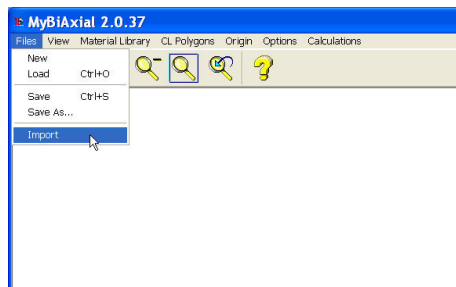 MyBiAxial 2.0.37
Files View Material Library CL Polygons Origin Options Calculations
New
Load Ctrl+O
Save Ctrl+S
Save As...
Import